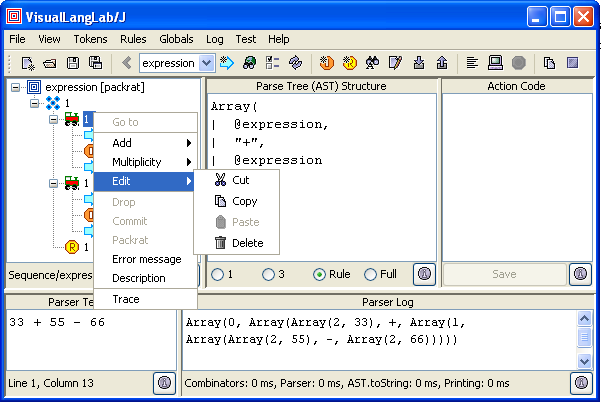 VisualLangLab/J
File View Tokens Rules Globals Log Test Help
expression
expression [packrat]
1
1
1
1
Go to
Add
Multiplicity
Edit
Drop
Commit
Packrat
Error message
Description
Trace
Cut
Copy
Paste
Delete
Sequence/expres
Parse Tree (AST) Structure
Array(
| @expression,
| "+",
| @expression
1 3 Rule Full
Action Code
Save
Parser Te
33 + 55 - 66
Line 1, Column 13
Parser Log
Array(0, Array(Array(2, 33), +, Array(1,
Array(Array(2, 55), -, Array(2, 66)))))
Combinators: 0 ms, Parser: 0 ms, AST.toString: 0 ms, Printing: 0 ms